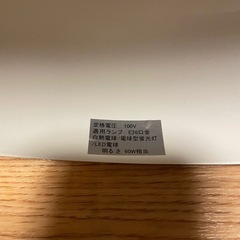 定格電圧 100V
適用ランプ E26口金
白熱電球/電球型蛍光灯
/LED電球
明るさ 60W相当